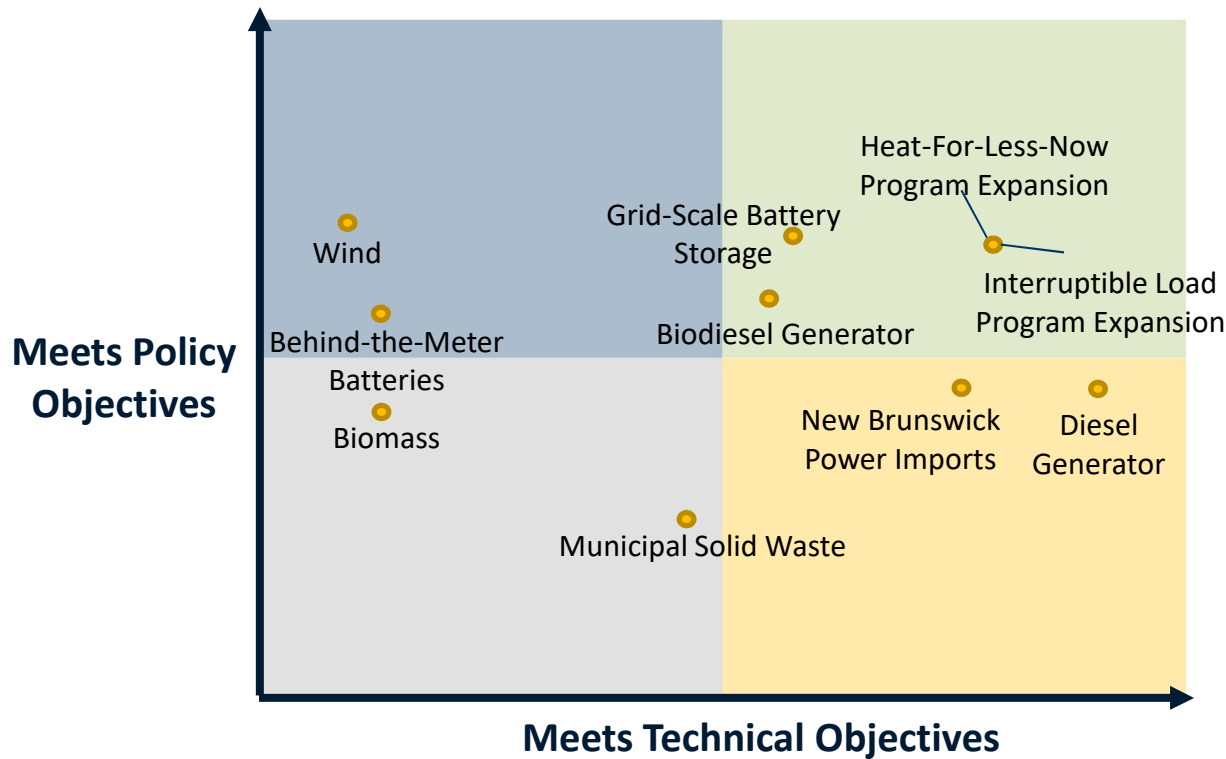 Heat-For-Less-Now
Program Expansion
Grid-Scale Battery
Storage
Wind
Interruptible Load
Program Expansion
Biodiesel Generator
Behind-the-Meter
Batteries
Meets Policy
Objectives
Biomass
New Brunswick
Power Imports
Diesel
Generator
Municipal Solid Waste
Meets Technical Objectives